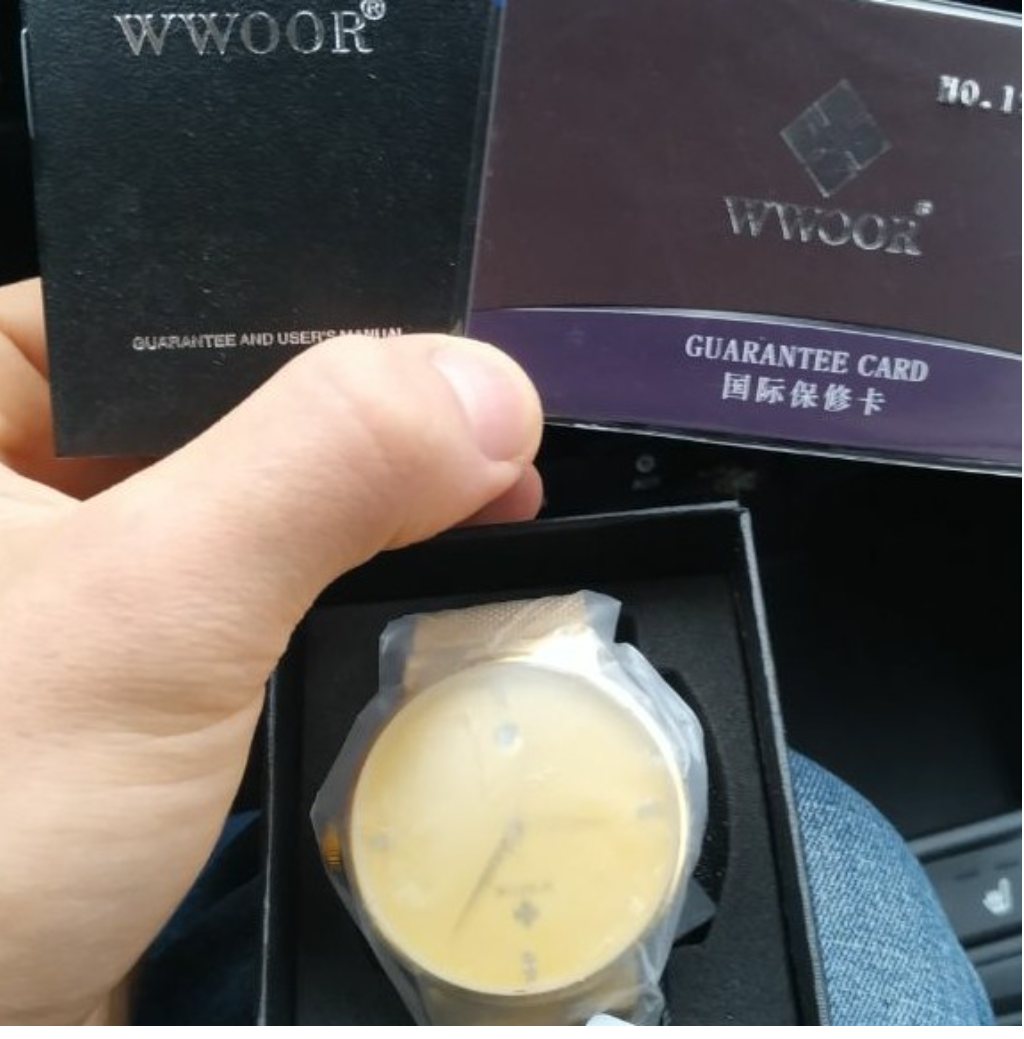 WWOOR®
GUARANTEE AND USER'S MANUAL
NO.1
WWOOR®
GUARANTEE CARD
国际保修卡